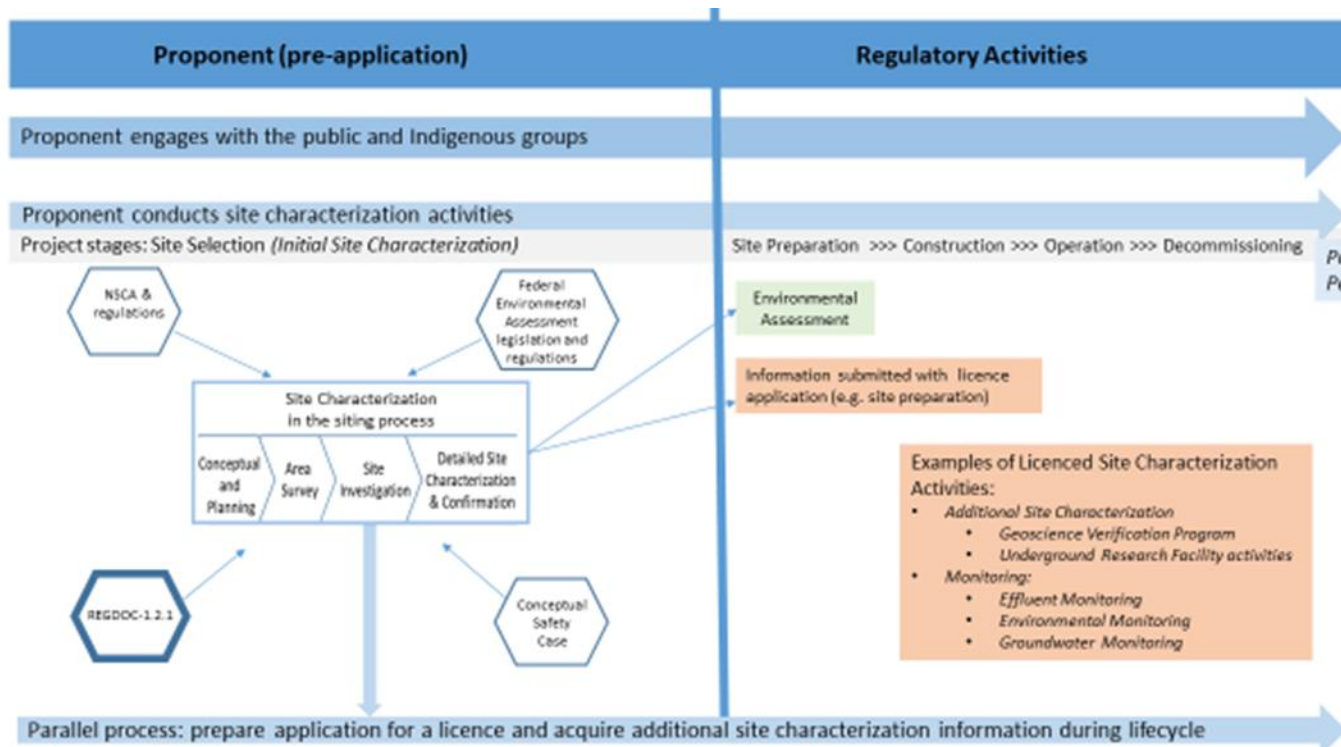 Proponent (pre-application)
Regulatory Activities
Proponent engages with the public and Indigenous groups
Proponent conducts site characterization activities
Project stages: Site Selection (Initial Site Characterization)
Site Preparation >>> Construction >>> Operation >>> Decommissioning
NSCA &
regulations
Federal
Environmental
Assessment
legislation and
regulations
Environmental
Assessment
Information submitted with licence
application (e.g. site preparation)
Site Characterization
in the siting process
Conceptual
and
Planning
Area
Survey
Site
Investigation
Detailed Site
Characterization
& Confirmation
Examples of Licenced Site Characterization
Activities:
• Additional Site Characterization
• Geoscience Verification Program
• Underground Research Facility activities
• Monitoring:
• Effluent Monitoring
• Environmental Monitoring
• Groundwater Monitoring
REGDOC-1.2.1
Conceptual
Safety
Case
Parallel process: prepare application for a licence and acquire additional site characterization information during lifecycle